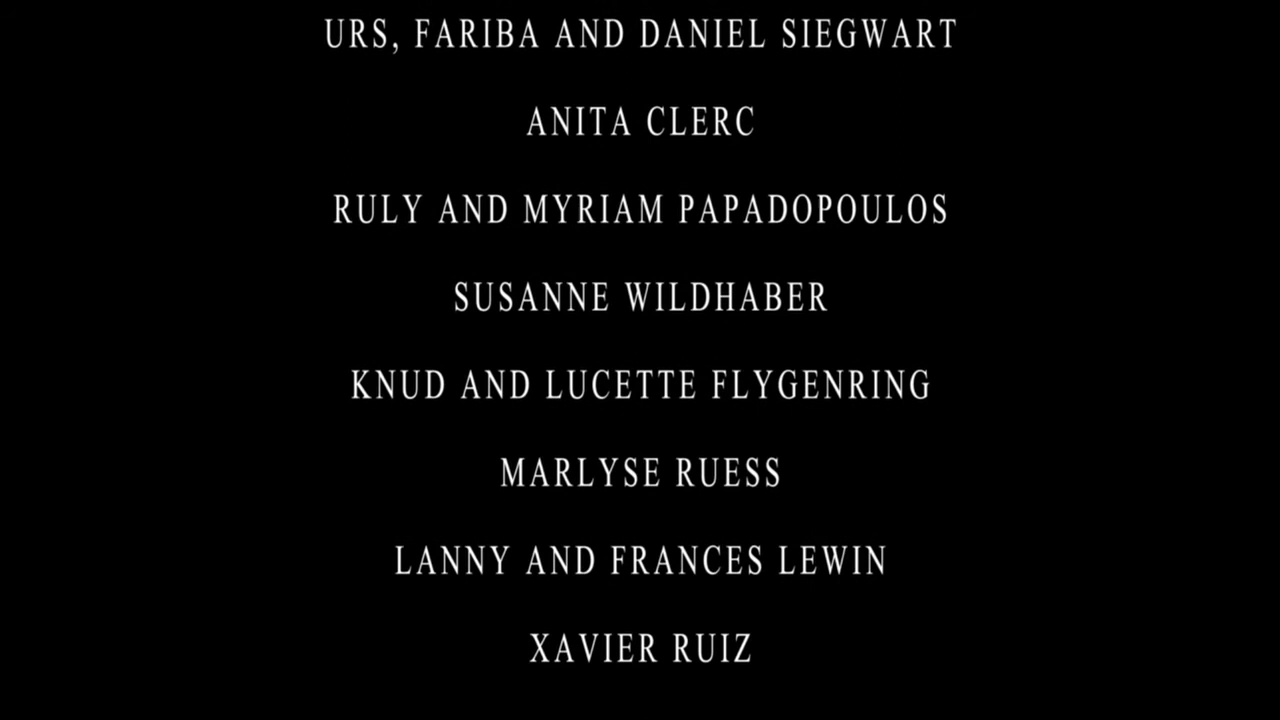 URS, FARIBA AND DANIEL SIEGWART
ANITA CLERC
RULY AND MYRIAM PAPADOPOULOS
SUSANNE WILDHABER
KNUD AND LUCETTE FLYGENRING
MARLYSE RUESS
LANNY AND FRANCES LEWIN
XAVIER RUIZ